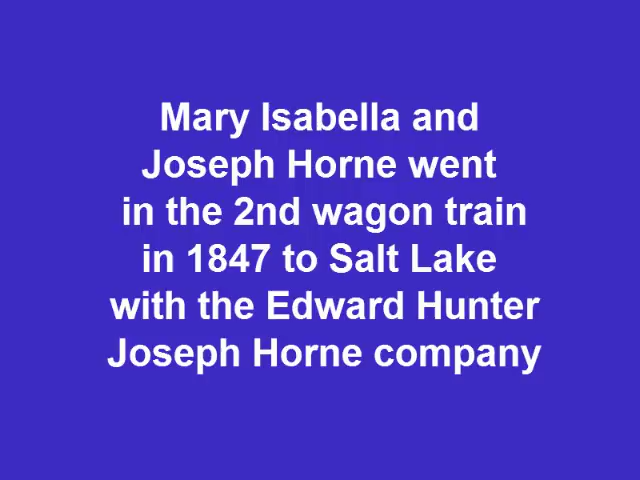 Mary Isabella and
Joseph Horne went
in the 2nd wagon train
in 1847 to Salt Lake
with the Edward Hunter
Joseph Horne company